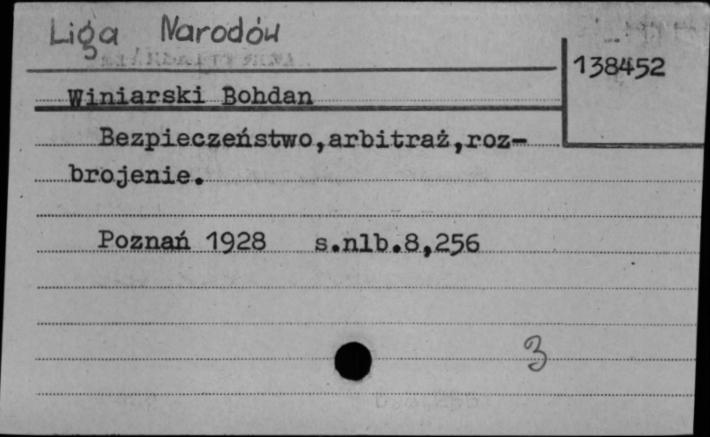 Liga Narodów
138452
Winiarski Bohdan
Bezpieczeństwo,arbitraż,roz-
brojenie.
Poznań 1928 s.nlb.8,256
3